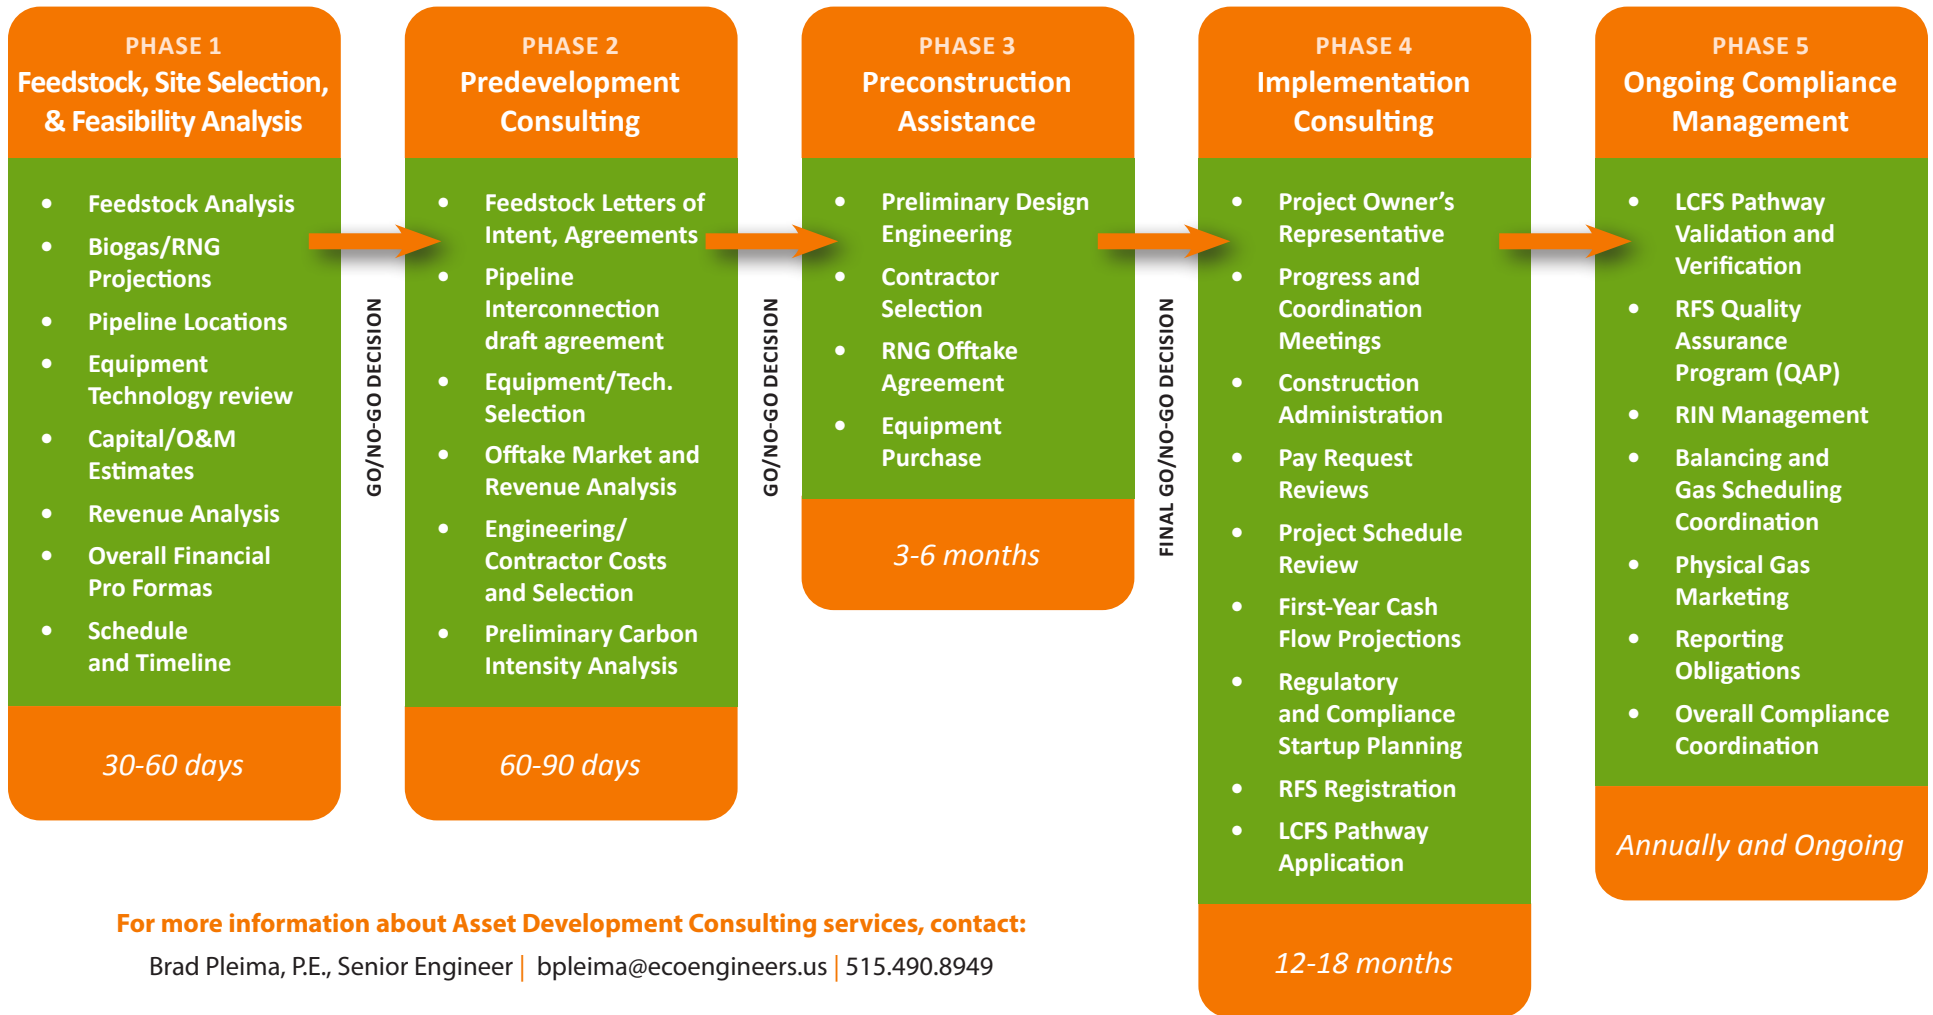 PHASE 1
Feedstock, Site Selection,
& Feasibility Analysis
• Feedstock Analysis
• Biogas/RNG
Projections
• Pipeline Locations
• Equipment
Technology review
• Capital/O&M
Estimates
• Revenue Analysis
• Overall Financial
Pro Formas
• Schedule
and Timeline
30-60 days
GO/NO-GO DECISION
PHASE 2
Predevelopment
Consulting
• Feedstock Letters of
Intent, Agreements
• Pipeline
Interconnection
draft agreement
• Equipment/Tech.
Selection
• Offtake Market and
Revenue Analysis
• Engineering/
Contractor Costs
and Selection
• Preliminary Carbon
Intensity Analysis
60-90 days
GO/NO-GO DECISION
PHASE 3
Preconstruction
Assistance
• Preliminary Design
Engineering
• Contractor
Selection
• RNG Offtake
Agreement
• Equipment
Purchase
3-6 months
FINAL GO/NO-GO DECISION
PHASE 4
Implementation
Consulting
• Project Owner's
Representative
• Progress and
Coordination
Meetings
• Construction
Administration
• Pay Request
Reviews
• Project Schedule
Review
• First-Year Cash
Flow Projections
• Regulatory
and Compliance
Startup Planning
• RFS Registration
• LCFS Pathway
Application
12-18 months
PHASE 5
Ongoing Compliance
Management
• LCFS Pathway
Validation and
Verification
• RFS Quality
Assurance
Program (QAP)
• RIN Management
• Balancing and
Gas Scheduling
Coordination
• Physical Gas
Marketing
• Reporting
Obligations
• Overall Compliance
Coordination
Annually and Ongoing
For more information about Asset Development Consulting services, contact:
Brad Pleima, P.E., Senior Engineer | bpleima@ecoengineers.us | 515.490.8949